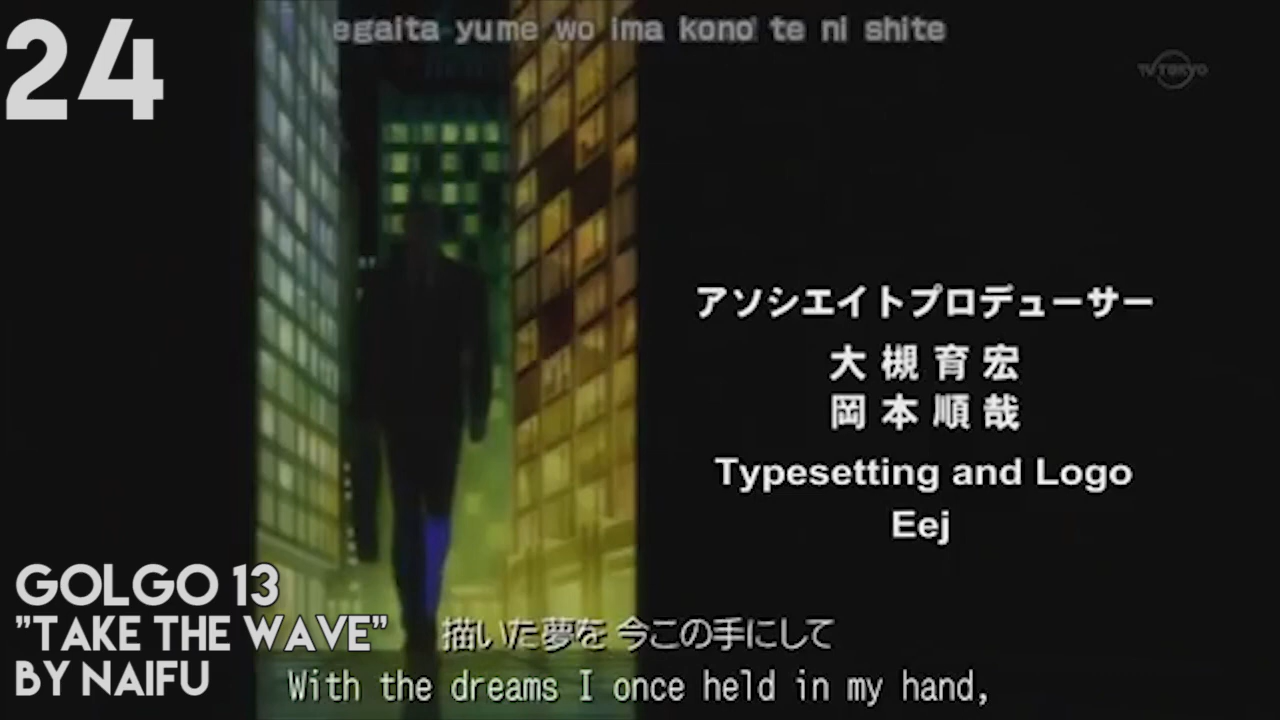 24
egaita yume wo ima kono te ni shite
TV TOKYO
アソシエイトプロデューサー
大槻育宏
岡本順哉
Typesetting and Logo
Eej
GOLGO 13
"TAKE THE WAVE"
BY NAIFU
描いた夢を 今この手にして
With the dreams I once held in my hand,